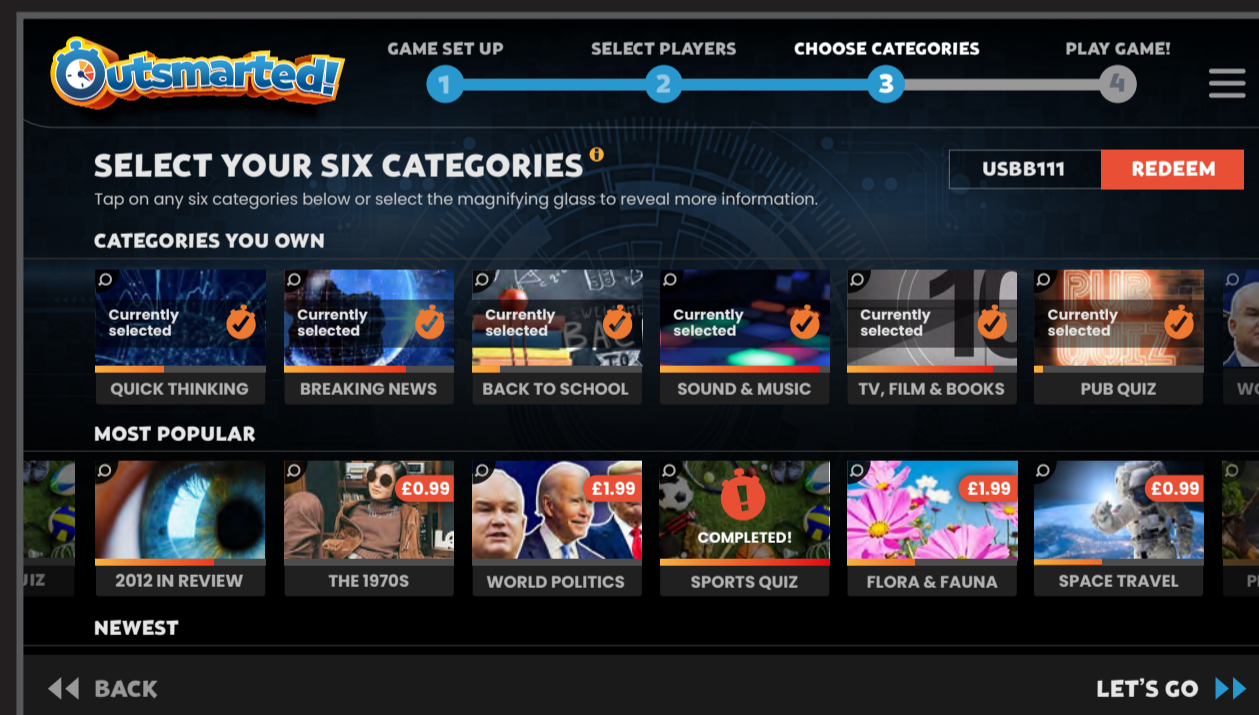 Outsmarted!
GAME SET UP
SELECT PLAYERS
CHOOSE CATEGORIES
PLAY GAME!
1
2
3
4
SELECT YOUR SIX CATEGORIES
Tap on any six categories below or select the magnifying glass to reveal more information.
USBB111
REDEEM
CATEGORIES YOU OWN
Currently
selected
Currently
selected
Currently
selected
Currently
selected
Currently
selected
Currently
selected
BAC
PUB
QUIZ
10
QUICK THINKING
BREAKING NEWS
BACK TO SCHOOL
SOUND & MUSIC
TV, FILM & BOOKS
PUB QUIZ
MOST POPULAR
£0.99
£1.99
COMPLETED!
£1.99
£0.99
2012 IN REVIEW
THE 1970S
WORLD POLITICS
SPORTS QUIZ
FLORA & FAUNA
SPACE TRAVEL
NEWEST
BACK
LET'S GO